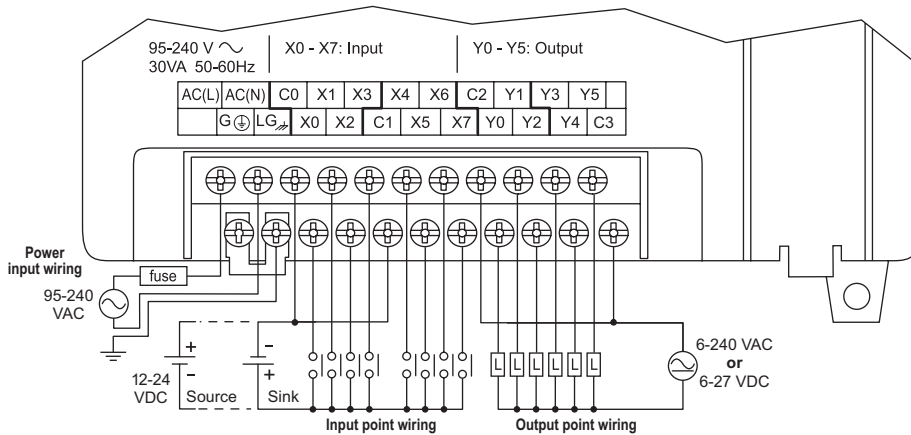 95-240 V
30VA 50-60Hz
X0 - X7: Input
Y0 - Y5: Output
AC(L) AC(N) C0 X1 X3 X4 X6 C2 Y1 Y3 Y5
G LG X0 X2 C1 X5 X7 Y0 Y2 Y4 C3
Power
input wiring
fuse
95-240
VAC
+
-
12-24
VDC
Source
-
+
Sink
L L L L L L
6-240 VAC
or
6-27 VDC
Input point wiring
Output point wiring